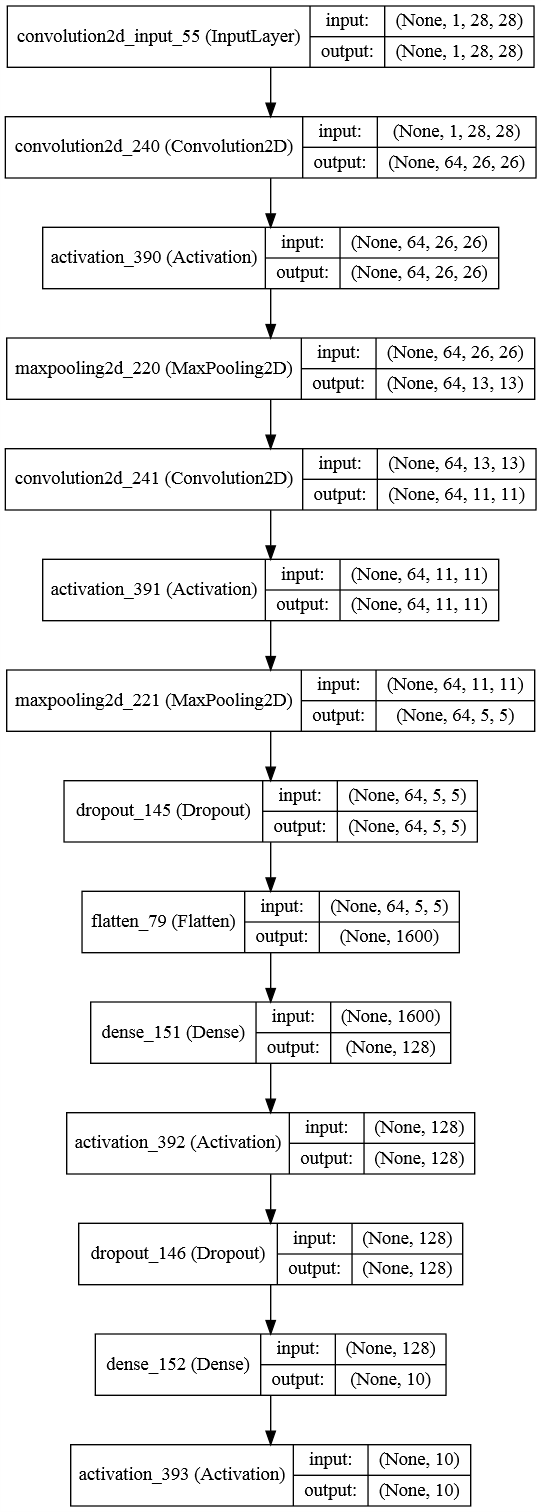 convolution2d_input_55 (InputLayer)
input: (None, 1, 28, 28)
output: (None, 1, 28, 28)
convolution2d_240 (Convolution2D)
input: (None, 1, 28, 28)
output: (None, 64, 26, 26)
activation_390 (Activation)
input: (None, 64, 26, 26)
output: (None, 64, 26, 26)
maxpooling2d_220 (MaxPooling2D)
input: (None, 64, 26, 26)
output: (None, 64, 13, 13)
convolution2d_241 (Convolution2D)
input: (None, 64, 13, 13)
output: (None, 64, 11, 11)
activation_391 (Activation)
input: (None, 64, 11, 11)
output: (None, 64, 11, 11)
maxpooling2d_221 (MaxPooling2D)
input: (None, 64, 11, 11)
output: (None, 64, 5, 5)
dropout_145 (Dropout)
input: (None, 64, 5, 5)
output: (None, 64, 5, 5)
flatten_79 (Flatten)
input: (None, 64, 5, 5)
output: (None, 1600)
dense_151 (Dense)
input: (None, 1600)
output: (None, 128)
activation_392 (Activation)
input: (None, 128)
output: (None, 128)
dropout_146 (Dropout)
input: (None, 128)
output: (None, 128)
dense_152 (Dense)
input: (None, 128)
output: (None, 10)
activation_393 (Activation)
input: (None, 10)
output: (None, 10)